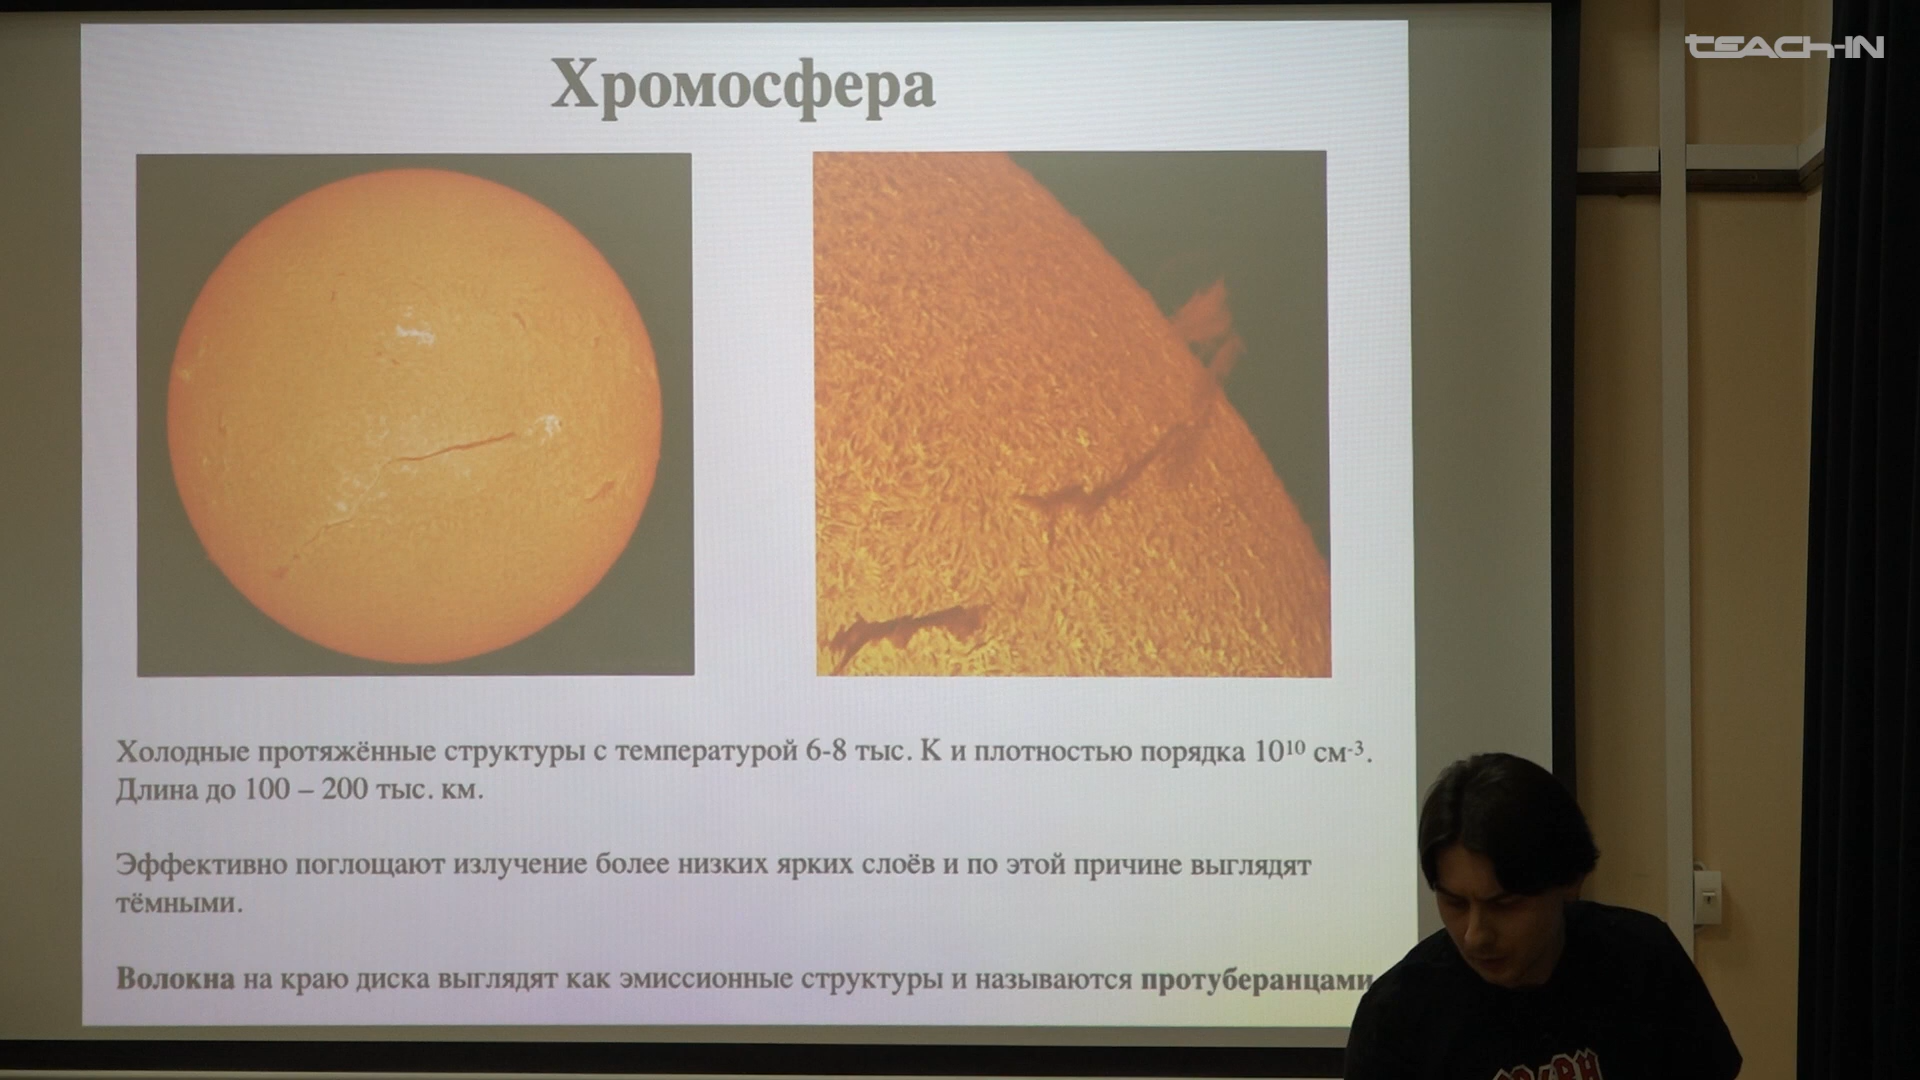 teach-in
Хромосфера
Холодные протяжённые структуры с температурой 6-8 тыс. К и плотностью порядка 10¹⁰ см⁻³.
Длина до 100 – 200 тыс. км.
Эффективно поглощают излучение более низких ярких слоёв и по этой причине выглядят
тёмными.
Волокна на краю диска выглядят как эмиссионные структуры и называются протуберанцами